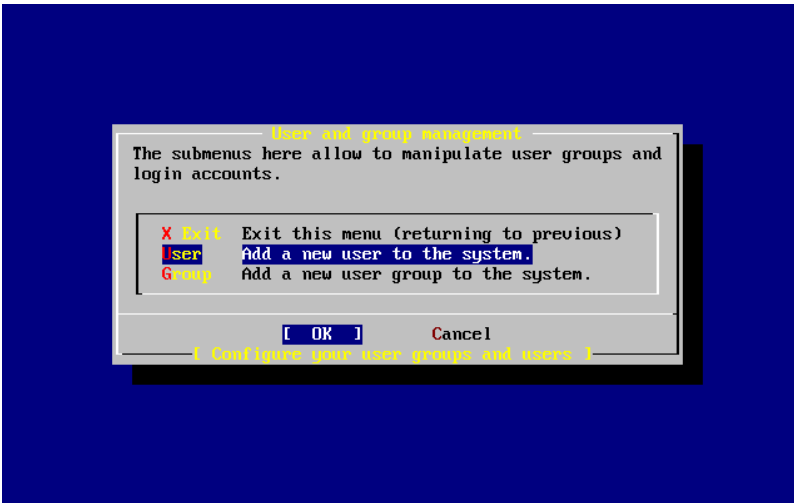 User and group management
The submenus here allow to manipulate user groups and
login accounts.
X Exit Exit this menu (returning to previous)
User Add a new user to the system.
Group Add a new user group to the system.
[ OK ] Cancel
[ Configure your user groups and users ]